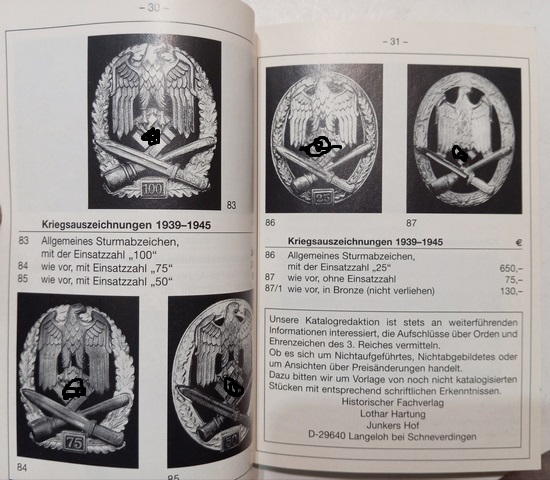 – 30 –
100
83
Kriegsauszeichnungen 1939–1945
83 Allgemeines Sturmabzeichen,
mit der Einsatzzahl „100“
84 wie vor, mit Einsatzzahl „75“
85 wie vor, mit Einsatzzahl „50“
75
50
84
85
– 31 –
25
86
87
Kriegsauszeichnungen 1939–1945 €
86 Allgemeines Sturmabzeichen,
mit der Einsatzzahl „25“ 650,-
87 wie vor, ohne Einsatzzahl 75,-
87/1 wie vor, in Bronze (nicht verliehen) 130,-
Unsere Katalogredaktion ist stets an weiterführenden
Informationen interessiert, die Aufschlüsse über Orden und
Ehrenzeichen des 3. Reiches vermitteln.
Ob es sich um Nichtaufgeführtes, Nichtabgebildetes oder
um Ansichten über Preisänderungen handelt.
Dazu bitten wir um Vorlage von noch nicht katalogisierten
Stücken mit entsprechend schriftlichen Erkenntnissen.
Historischer Fachverlag
Lothar Hartung
Junkers Hof
D-29640 Langeloh bei Schneverdingen